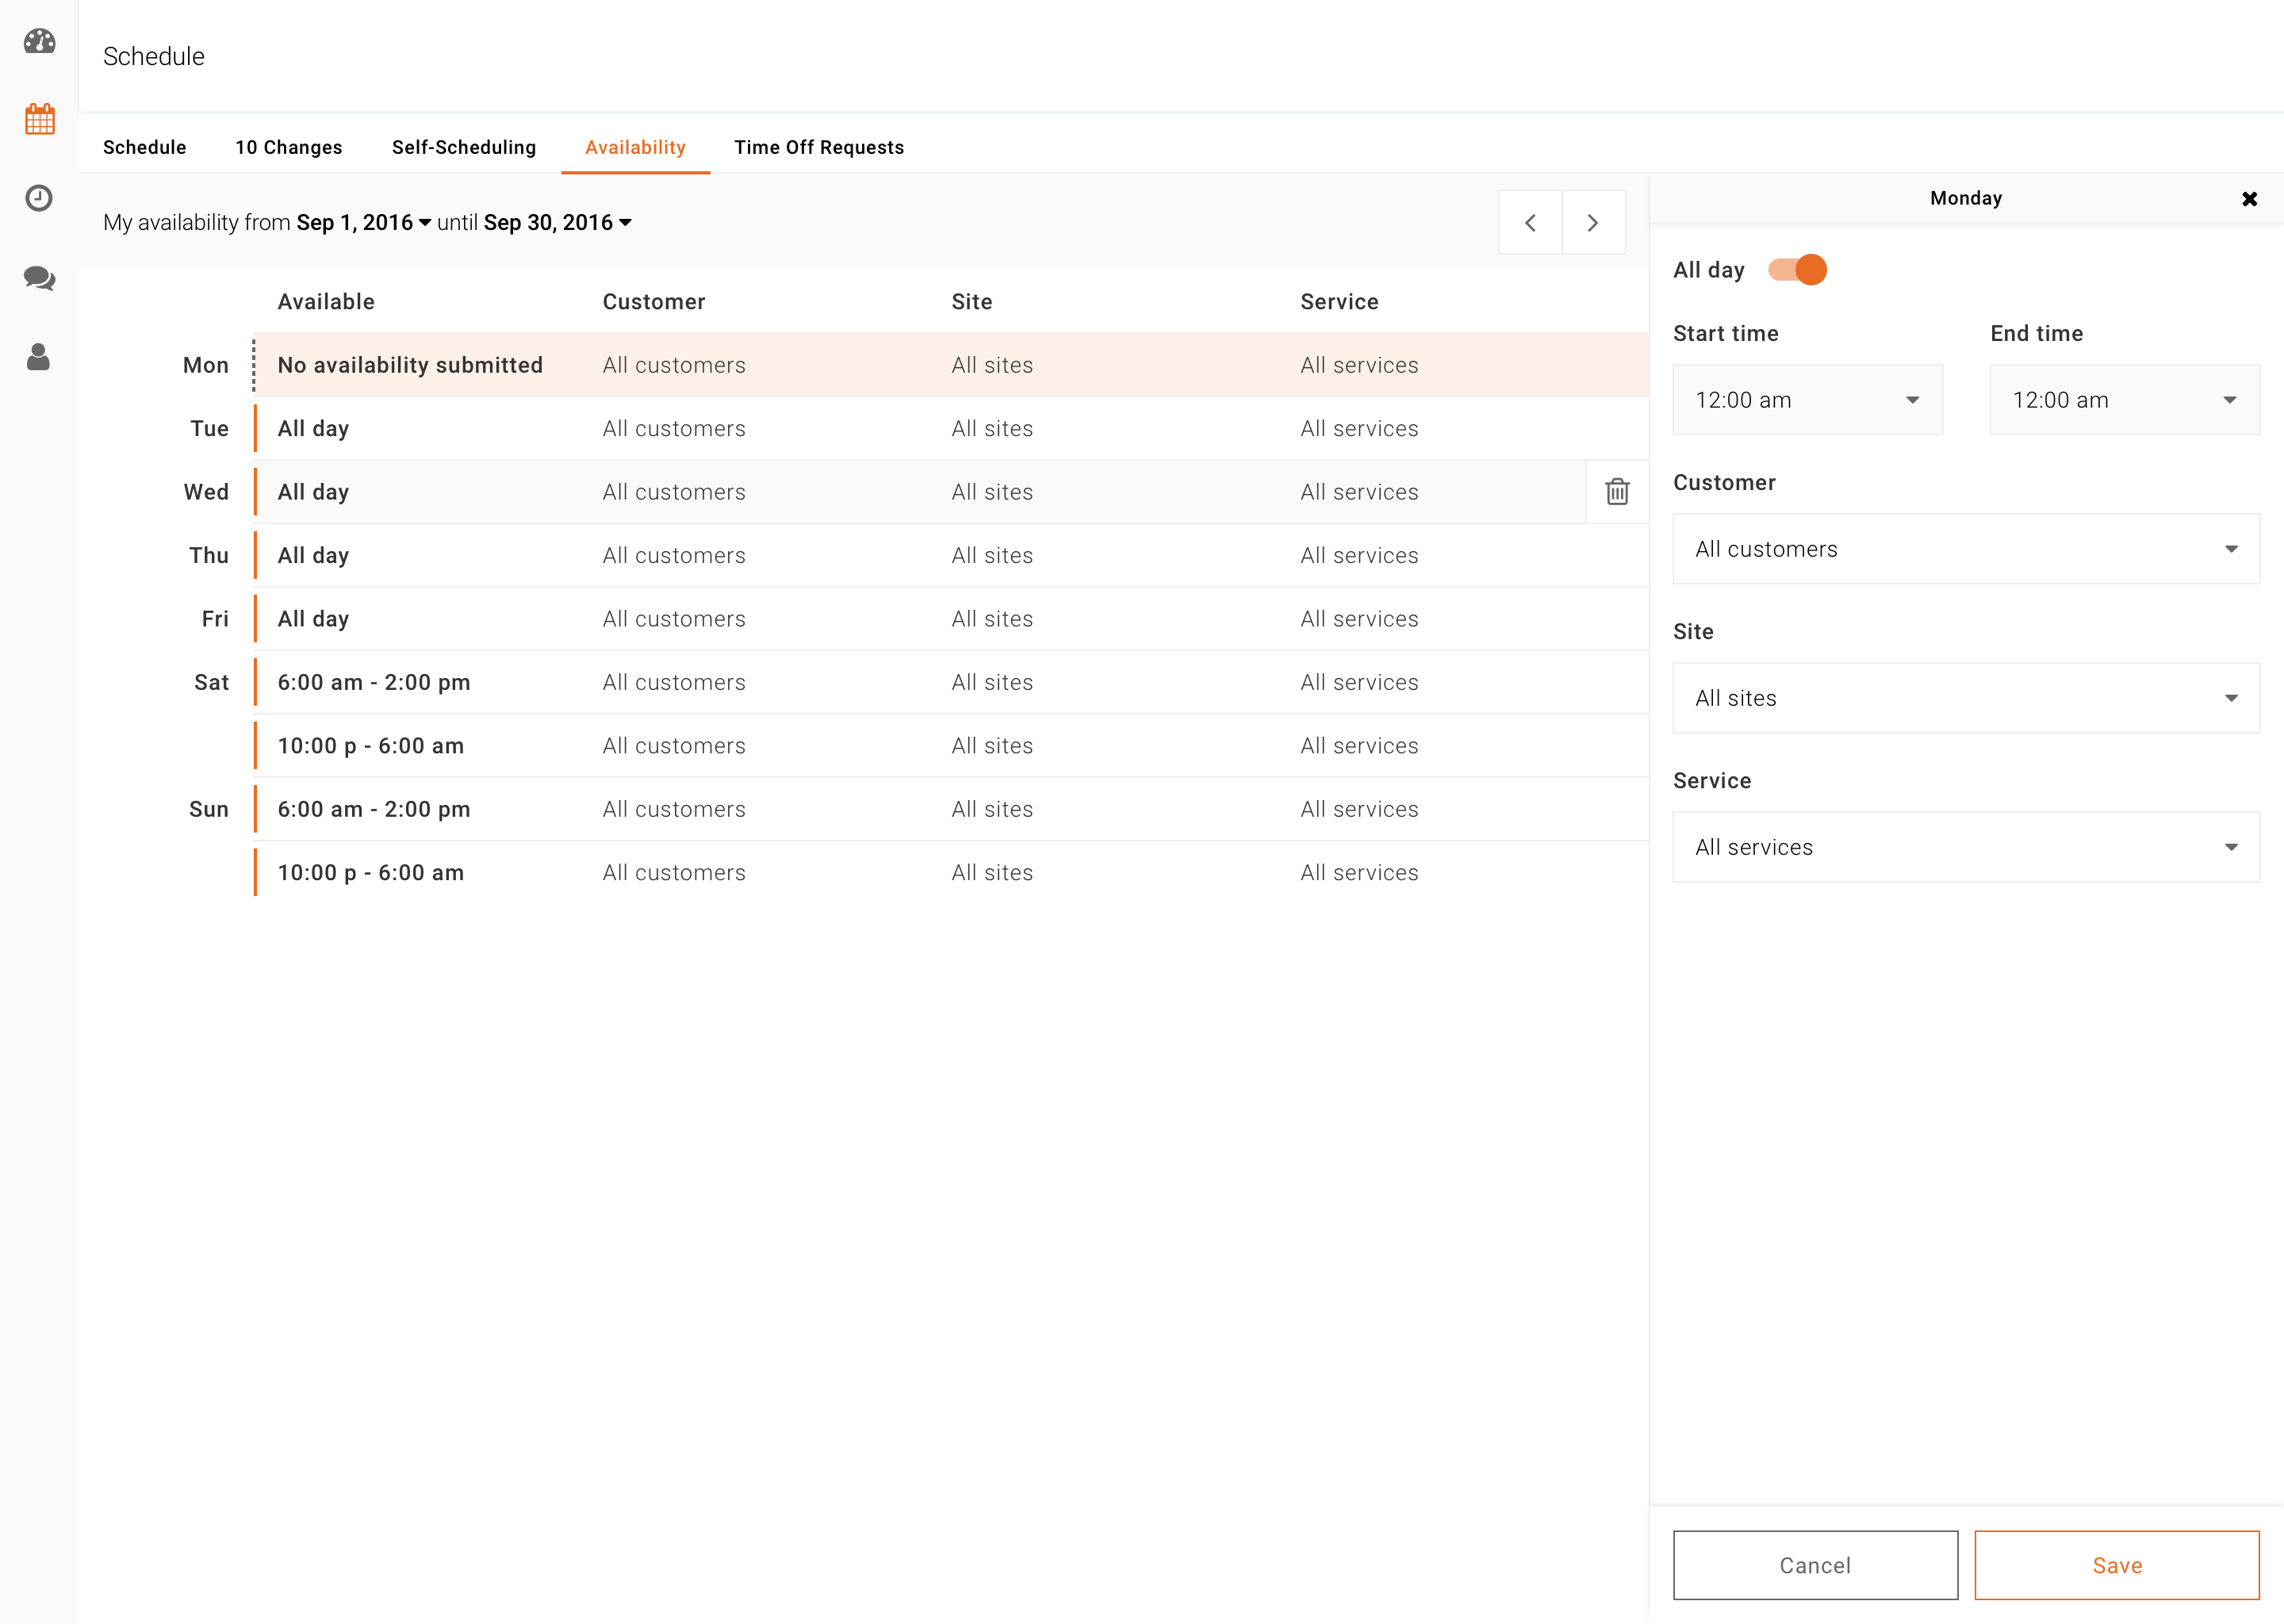 Schedule
Schedule 10 Changes Self-Scheduling Availability Time Off Requests
My availability from Sep 1, 2016 until Sep 30, 2016
Available Customer Site Service
Mon No availability submitted All customers All sites All services
Tue All day All customers All sites All services
Wed All day All customers All sites All services
Thu All day All customers All sites All services
Fri All day All customers All sites All services
Sat 6:00 am - 2:00 pm All customers All sites All services
10:00 p - 6:00 am All customers All sites All services
Sun 6:00 am - 2:00 pm All customers All sites All services
10:00 p - 6:00 am All customers All sites All services
Monday
All day
Start time End time
12:00 am 12:00 am
Customer
All customers
Site
All sites
Service
All services
Cancel Save